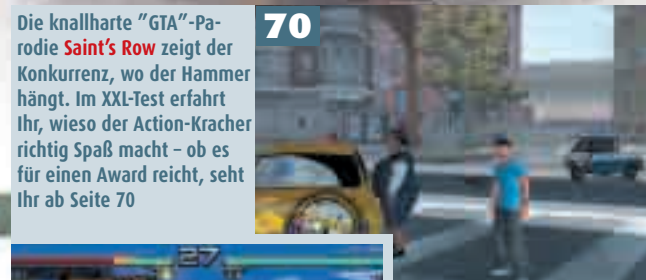 Die knallharte "GTA"-Pa-
rodie Saint's Row zeigt der
Konkurrenz, wo der Hammer
hängt. Im XXL-Test erfahrt
Ihr, wieso der Action-Kracher
richtig Spaß macht – ob es
für einen Award reicht, seht
Ihr ab Seite 70
70
27